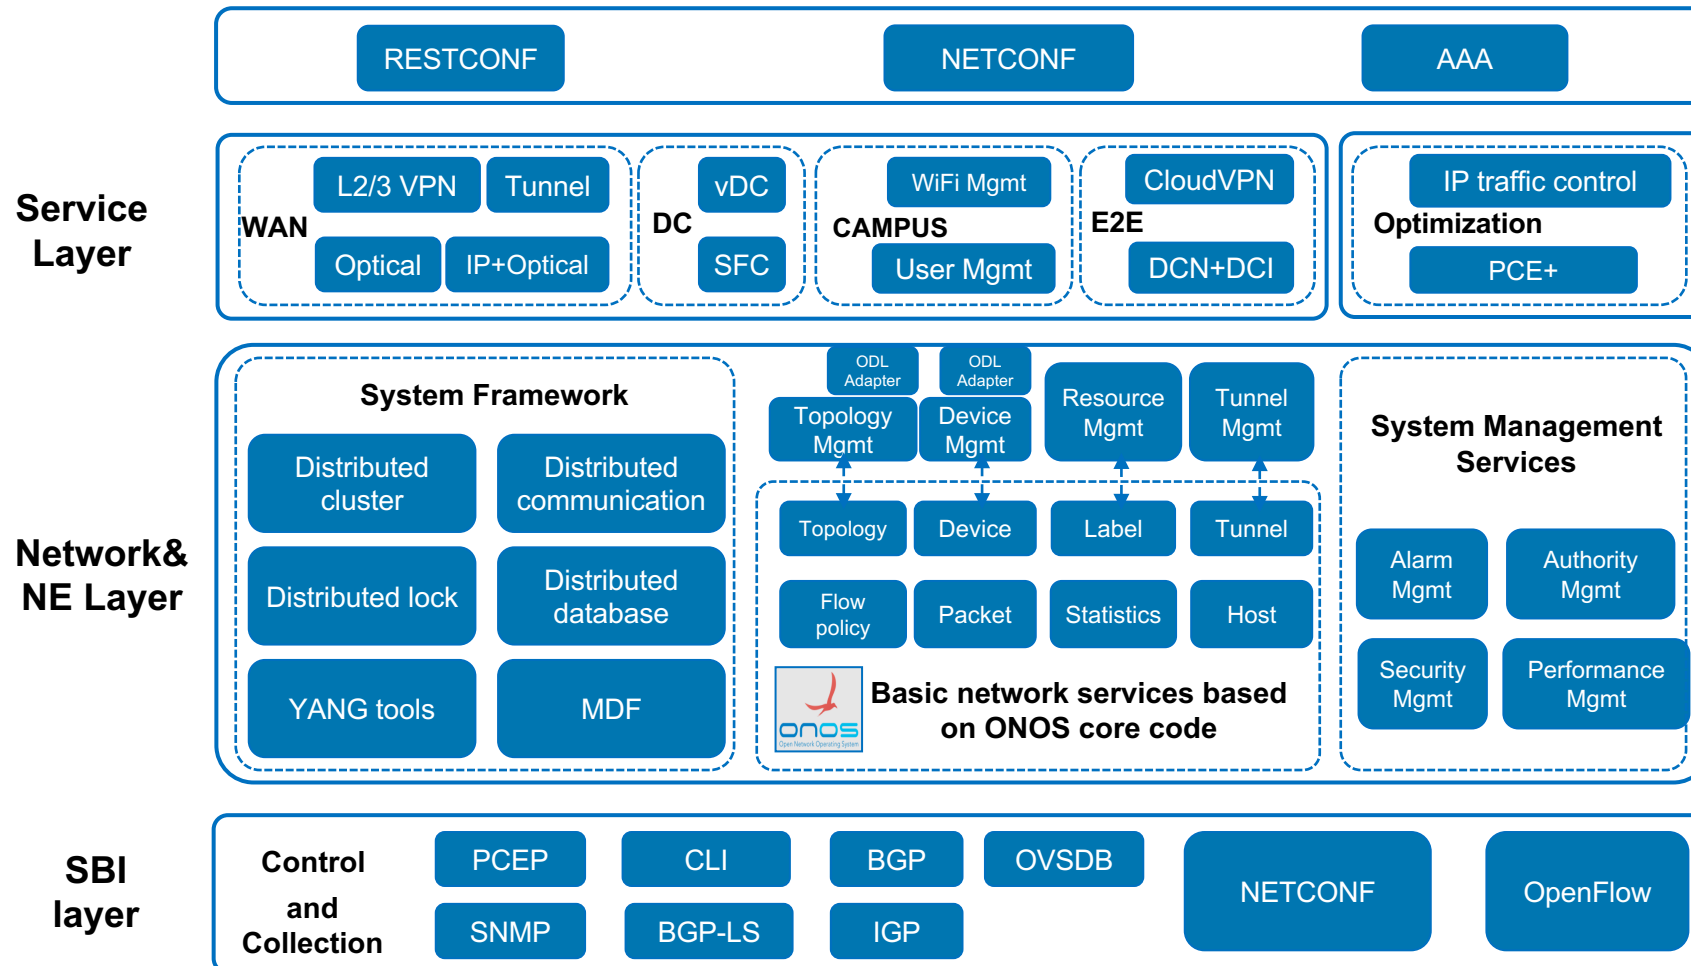 RESTCONF
NETCONF
AAA
Service
Layer
WAN
L2/3 VPN
Tunnel
Optical
IP+Optical
DC
vDC
SFC
CAMPUS
WiFi Mgmt
User Mgmt
E2E
CloudVPN
DCN+DCI
IP traffic control
Optimization
PCE+
Network&
NE Layer
System Framework
Distributed
cluster
Distributed
communication
Distributed lock
Distributed
database
YANG tools
MDF
ODL
Adapter
ODL
Adapter
Topology
Mgmt
Device
Mgmt
Resource
Mgmt
Tunnel
Mgmt
Topology
Device
Label
Tunnel
Flow
policy
Packet
Statistics
Host
onos
Open Network Operating System
Basic network services based
on ONOS core code
System Management
Services
Alarm
Mgmt
Authority
Mgmt
Security
Mgmt
Performance
Mgmt
SBI
layer
Control
and
Collection
PCEP
CLI
BGP
OVSDB
SNMP
BGP-LS
IGP
NETCONF
OpenFlow